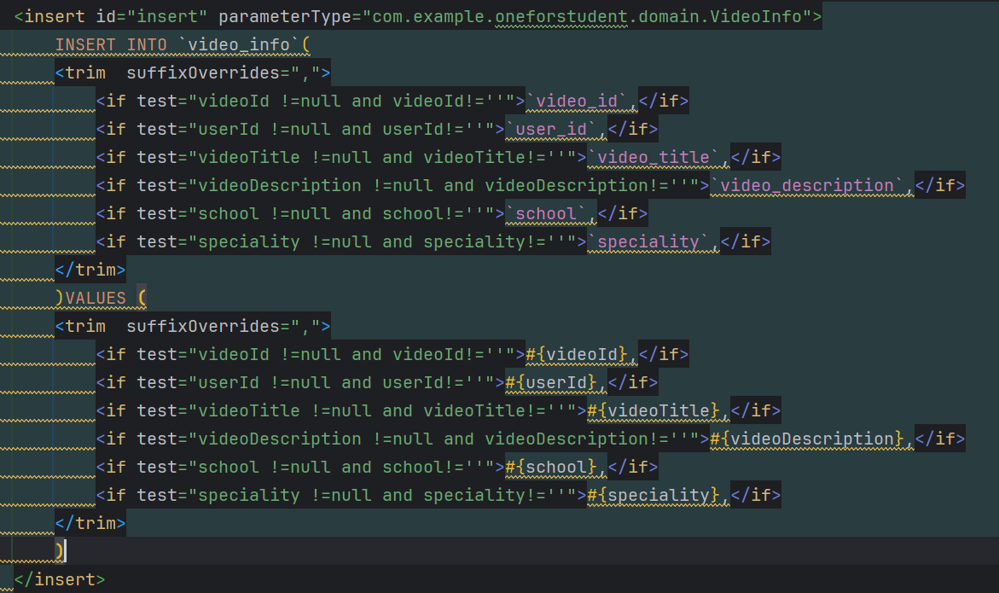 <insert id="insert" parameterType="com.example.oneforstudent.domain.VideoInfo">
    INSERT INTO `video_info`(
    <trim  suffixOverrides=",">
        <if test="videoId !=null and videoId!=''">`video_id`,</if>
        <if test="userId !=null and userId!=''">`user_id`,</if>
        <if test="videoTitle !=null and videoTitle!=''">`video_title`,</if>
        <if test="videoDescription !=null and videoDescription!=''">`video_description`,</if>
        <if test="school !=null and school!=''">`school`,</if>
        <if test="speciality !=null and speciality!=''">`speciality`,</if>
    </trim>
    )VALUES (
    <trim  suffixOverrides=",">
        <if test="videoId !=null and videoId!=''">#{videoId},</if>
        <if test="userId !=null and userId!=''">#{userId},</if>
        <if test="videoTitle !=null and videoTitle!=''">#{videoTitle},</if>
        <if test="videoDescription !=null and videoDescription!=''">#{videoDescription},</if>
        <if test="school !=null and school!=''">#{school},</if>
        <if test="speciality !=null and speciality!=''">#{speciality},</if>
    </trim>
    )
</insert>